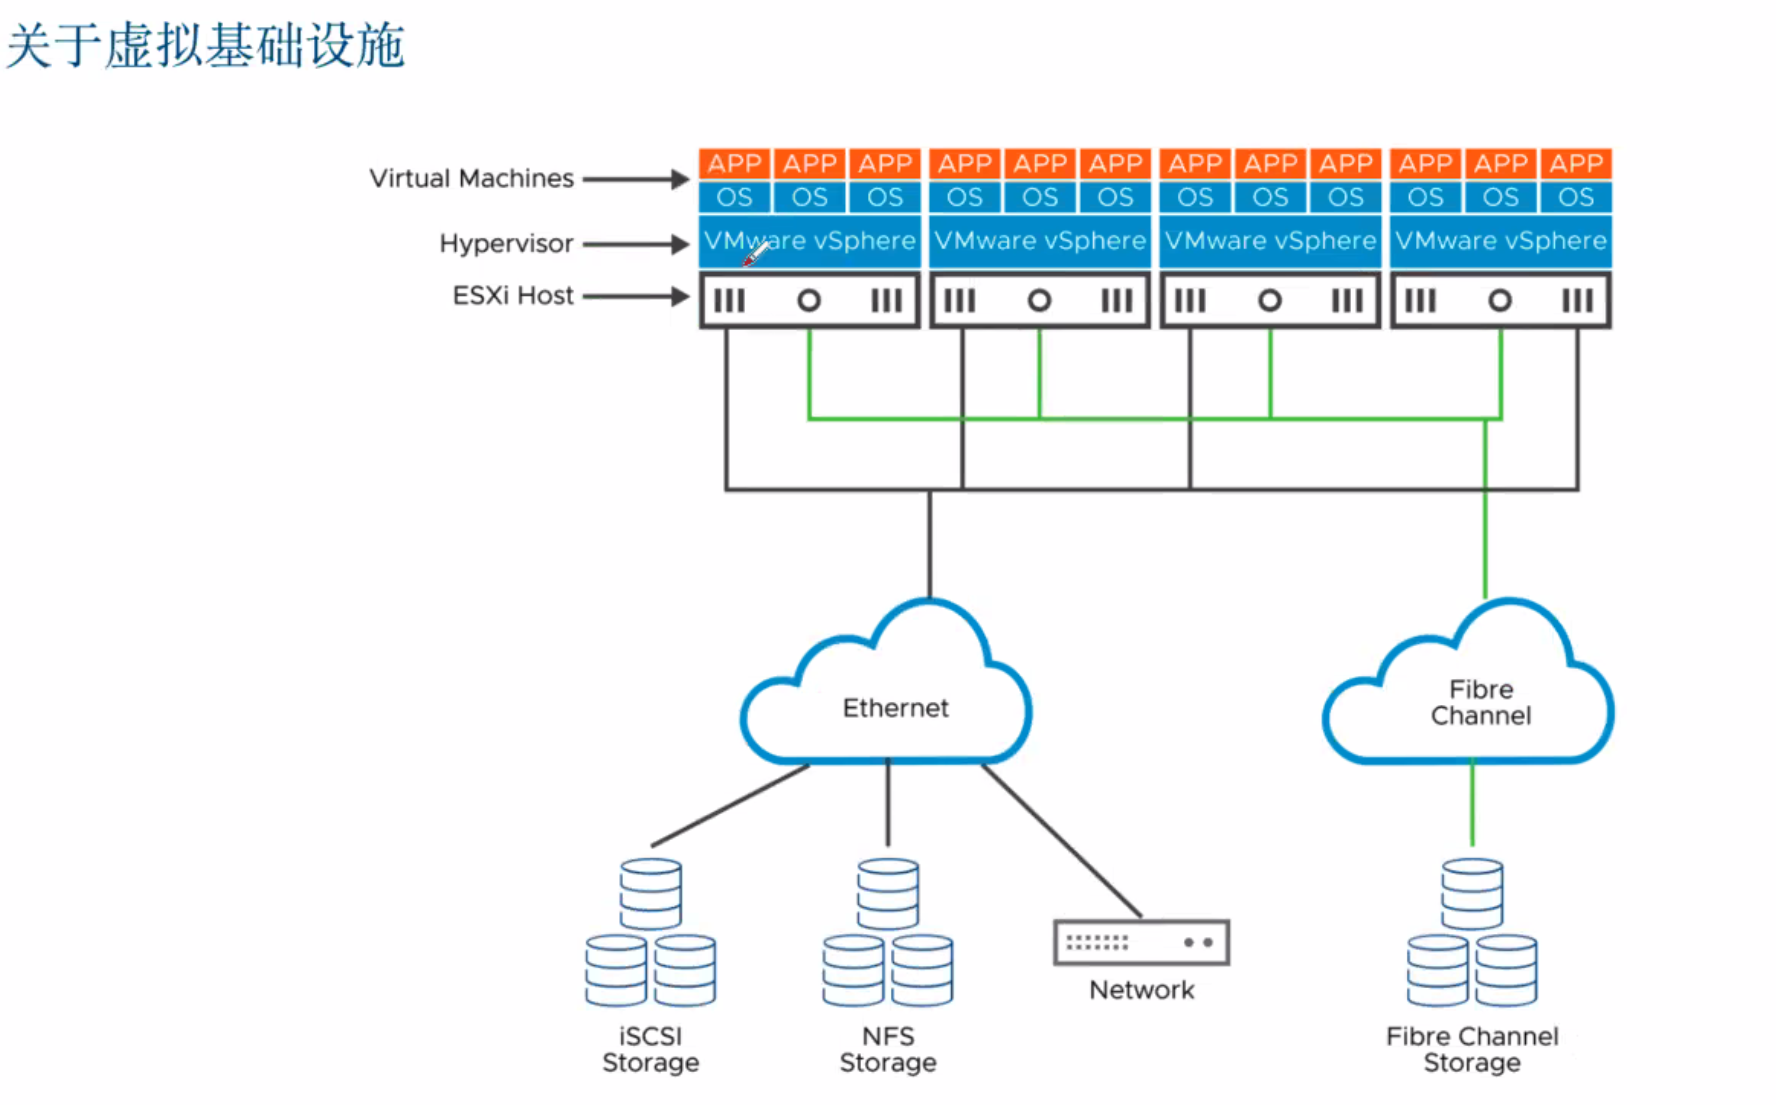 关于虚拟基础设施
Virtual Machines
APP APP APP APP APP APP APP APP APP APP APP APP
OS OS OS OS OS OS OS OS OS OS OS OS
Hypervisor
VMware vSphere VMware vSphere VMware vSphere VMware vSphere
ESXi Host
Ethernet
Fibre
Channel
Network
iSCSI
Storage
NFS
Storage
Fibre Channel
Storage